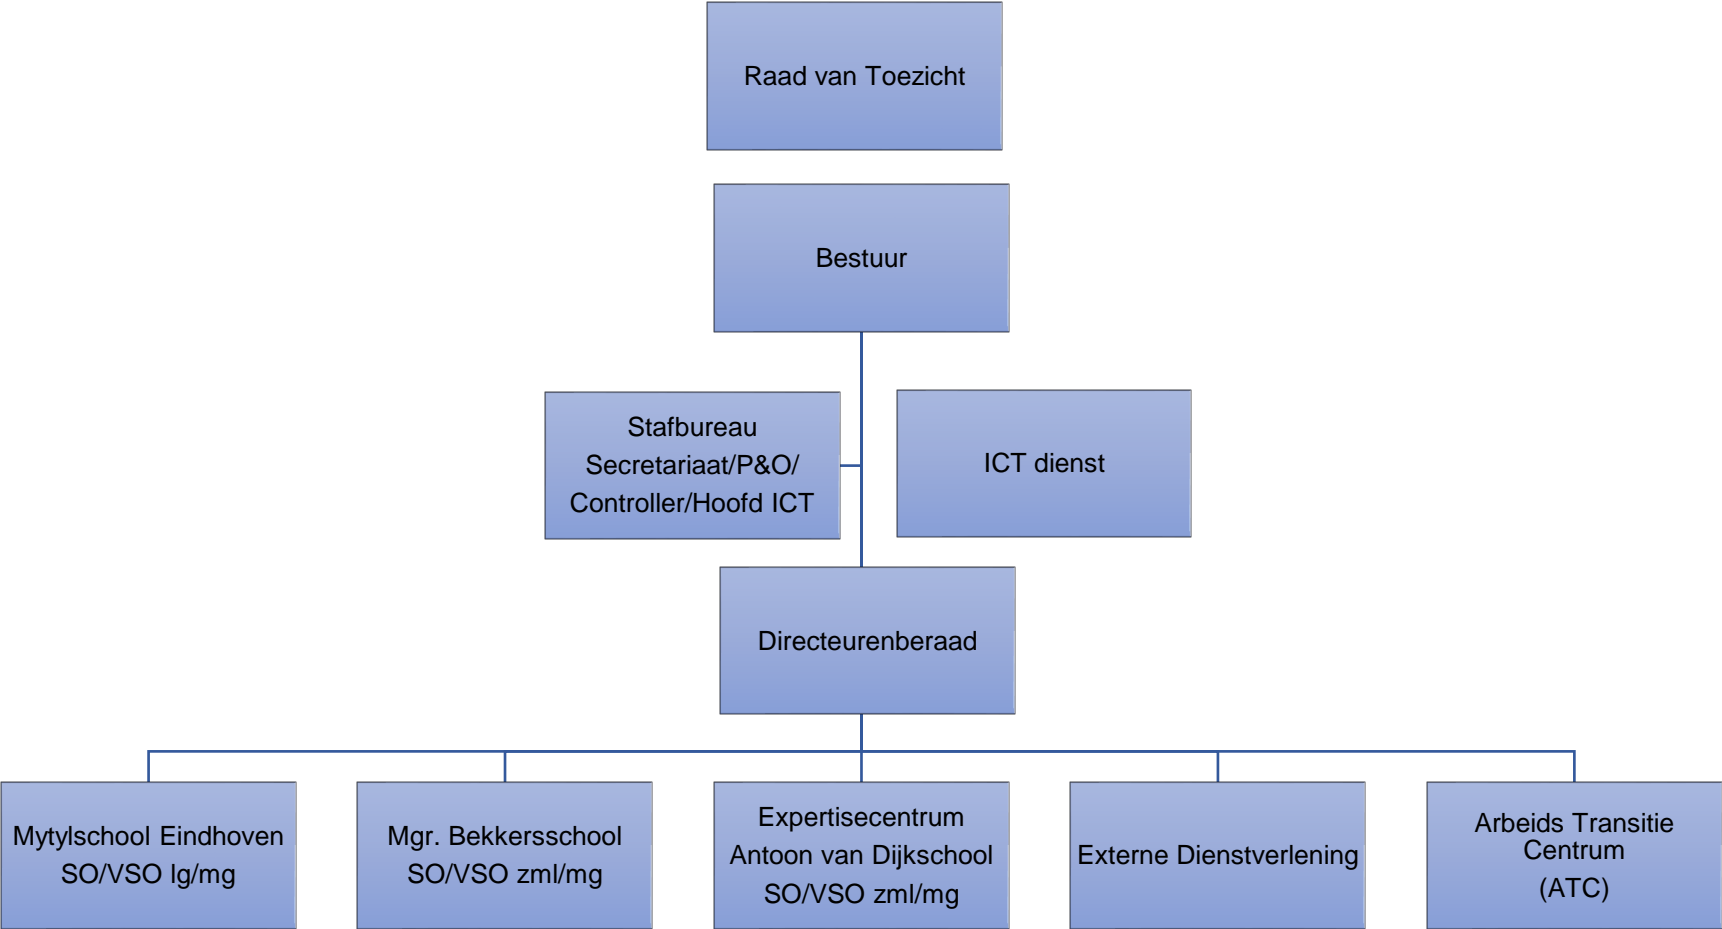 Raad van Toezicht
Bestuur
Stafbureau
Secretariaat/P&O/
Controller/Hoofd ICT
ICT dienst
Directeurenberaad
Mytylschool Eindhoven
SO/VSO lg/mg
Mgr. Bekkersschool
SO/VSO zml/mg
Expertisecentrum
Antoon van Dijkschool
SO/VSO zml/mg
Externe Dienstverlening
Arbeids Transitie
Centrum
(ATC)